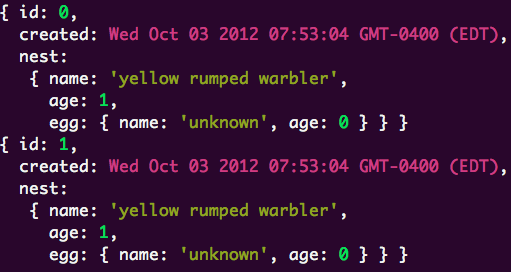 { id: 0,
created: Wed Oct 03 2012 07:53:04 GMT-0400 (EDT),
nest:
{ name: 'yellow rumped warbler',
age: 1,
egg: { name: 'unknown', age: 0 } } }
{ id: 1,
created: Wed Oct 03 2012 07:53:04 GMT-0400 (EDT),
nest:
{ name: 'yellow rumped warbler',
age: 1,
egg: { name: 'unknown', age: 0 } } }